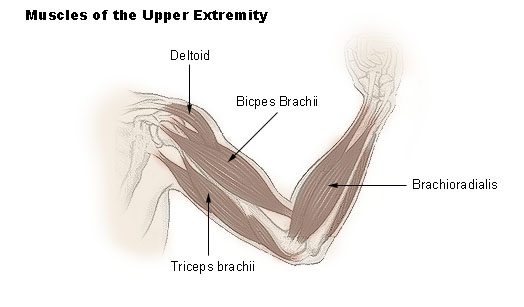 Muscles of the Upper Extremity
Deltoid
Bicpes Brachii
Brachioradialis
Triceps brachii